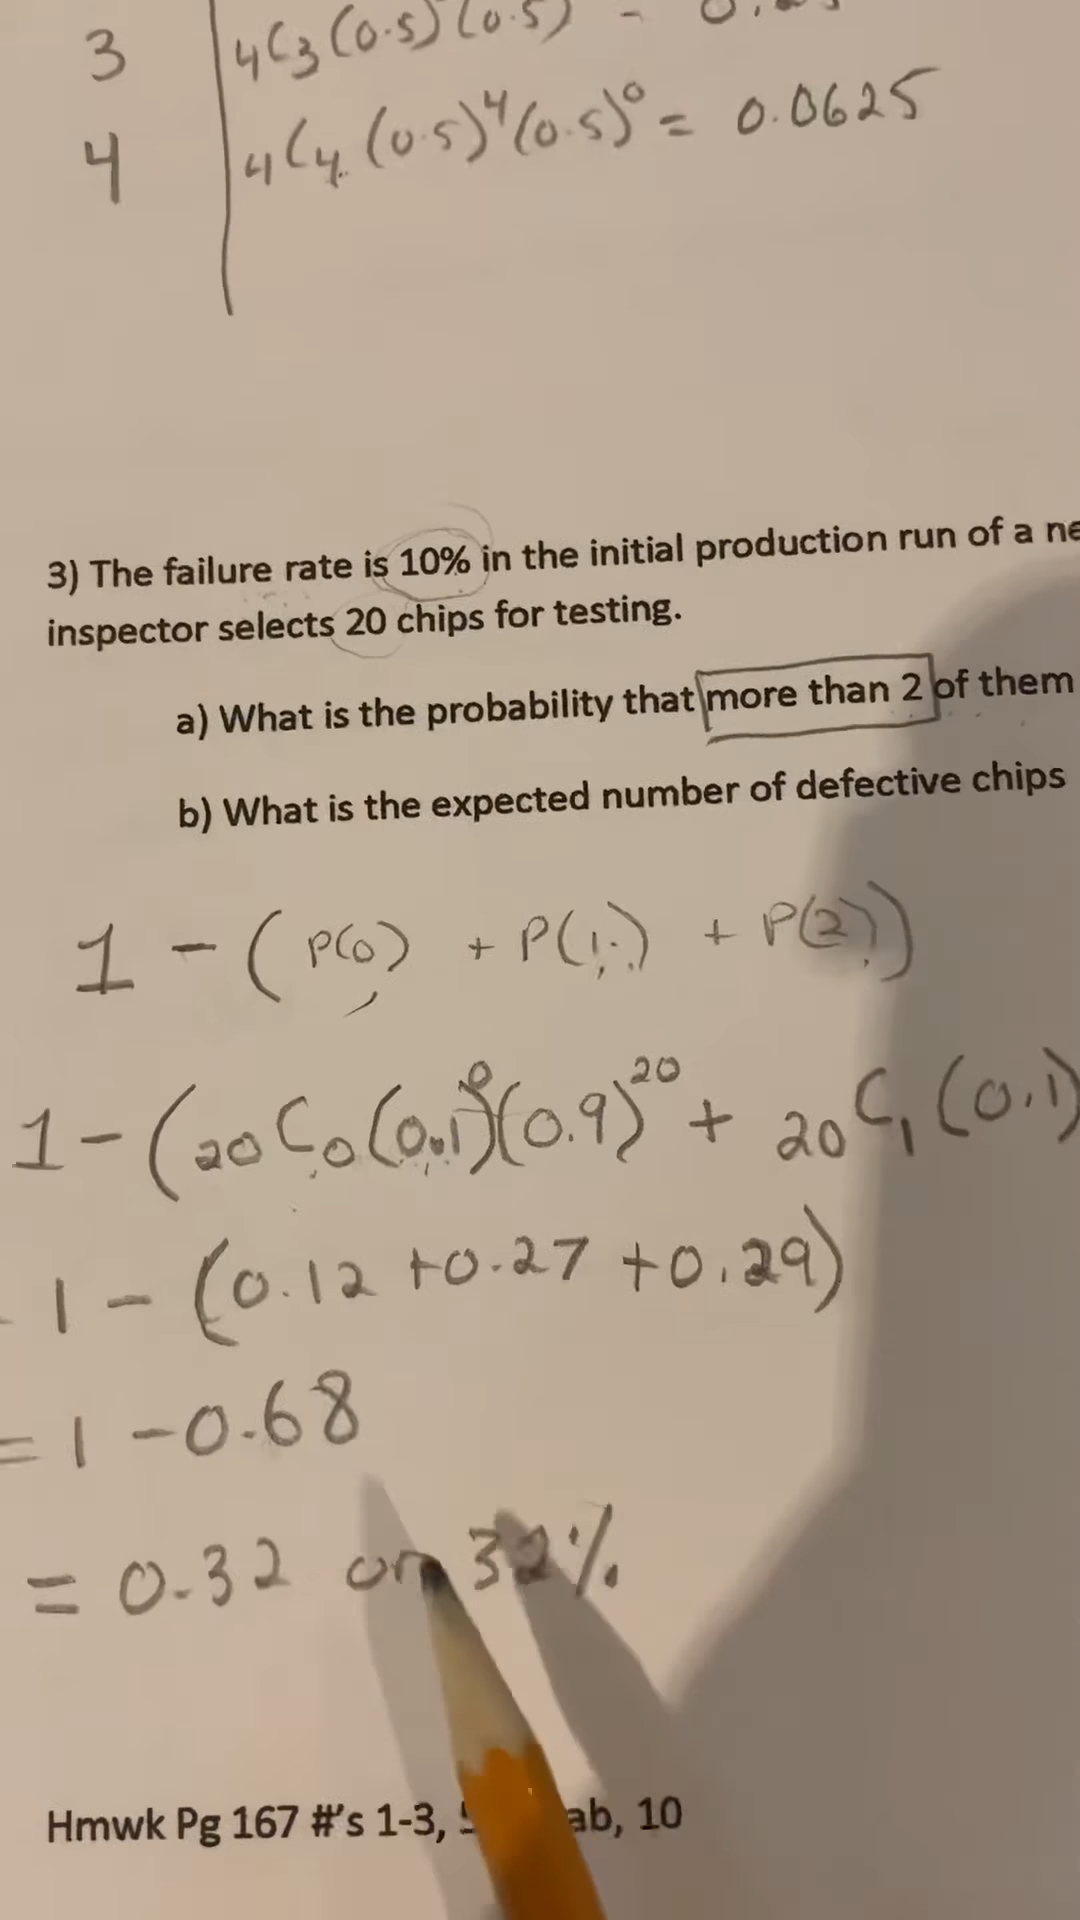 3 | 4C3 (0.5) (0.5) -
4 | 4C4 (0.5)⁴(0.5)⁰ = 0.0625
3) The failure rate is 10% in the initial production run of a ne
inspector selects 20 chips for testing.
a) What is the probability that more than 2 of them
b) What is the expected number of defective chips
1 - ( P(0) + P(1) + P(2))
1 - (20C0(0.1)⁰(0.9)²⁰ + 20C1(0.1)
1 - (0.12 +0.27 +0.29)
= 1 - 0.68
= 0.32 or 32%
Hmwk Pg 167 #'s 1-3, ab, 10